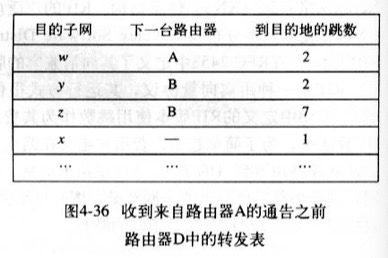 目的子网 下一台路由器 到目的地的跳数
w A 2
y B 2
z B 7
x — 1
… … …
图4-36 收到来自路由器A的通告之前
路由器D中的转发表